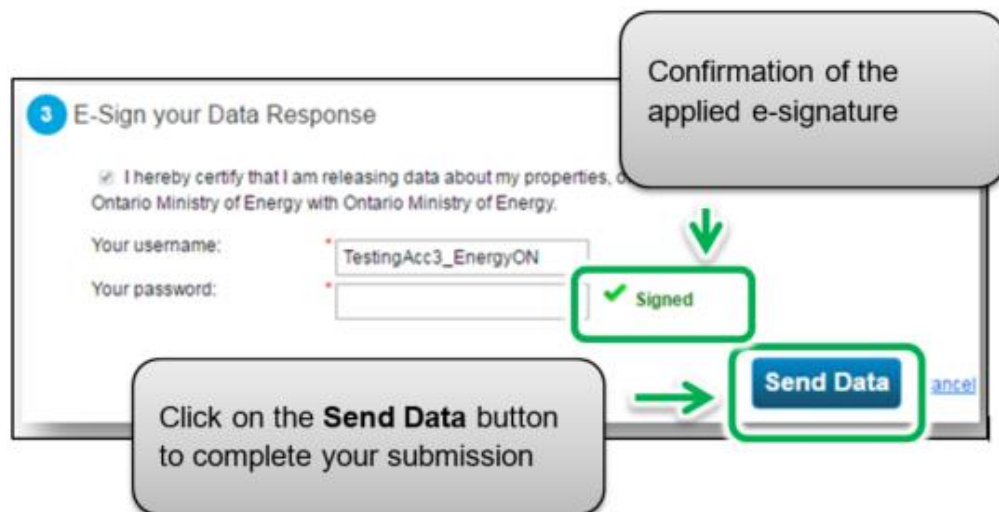 Confirmation of the
applied e-signature
3 E-Sign your Data Response
I hereby certify that I am releasing data about my properties,
Ontario Ministry of Energy with Ontario Ministry of Energy.
Your username: * TestingAcc3_EnergyON
Your password: *
Signed
Send Data ancel
Click on the Send Data button
to complete your submission